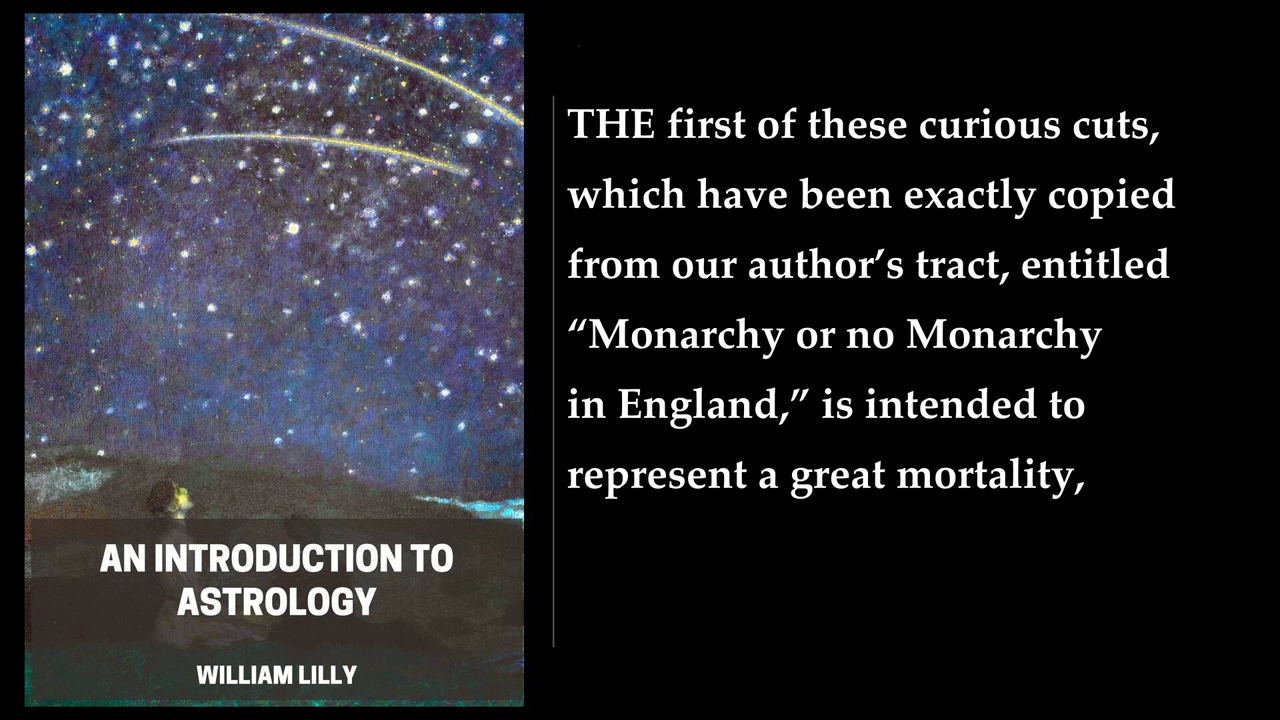 THE first of these curious cuts,
which have been exactly copied
from our author’s tract, entitled
“Monarchy or no Monarchy
in England,” is intended to
represent a great mortality,
AN INTRODUCTION TO
ASTROLOGY
WILLIAM LILLY